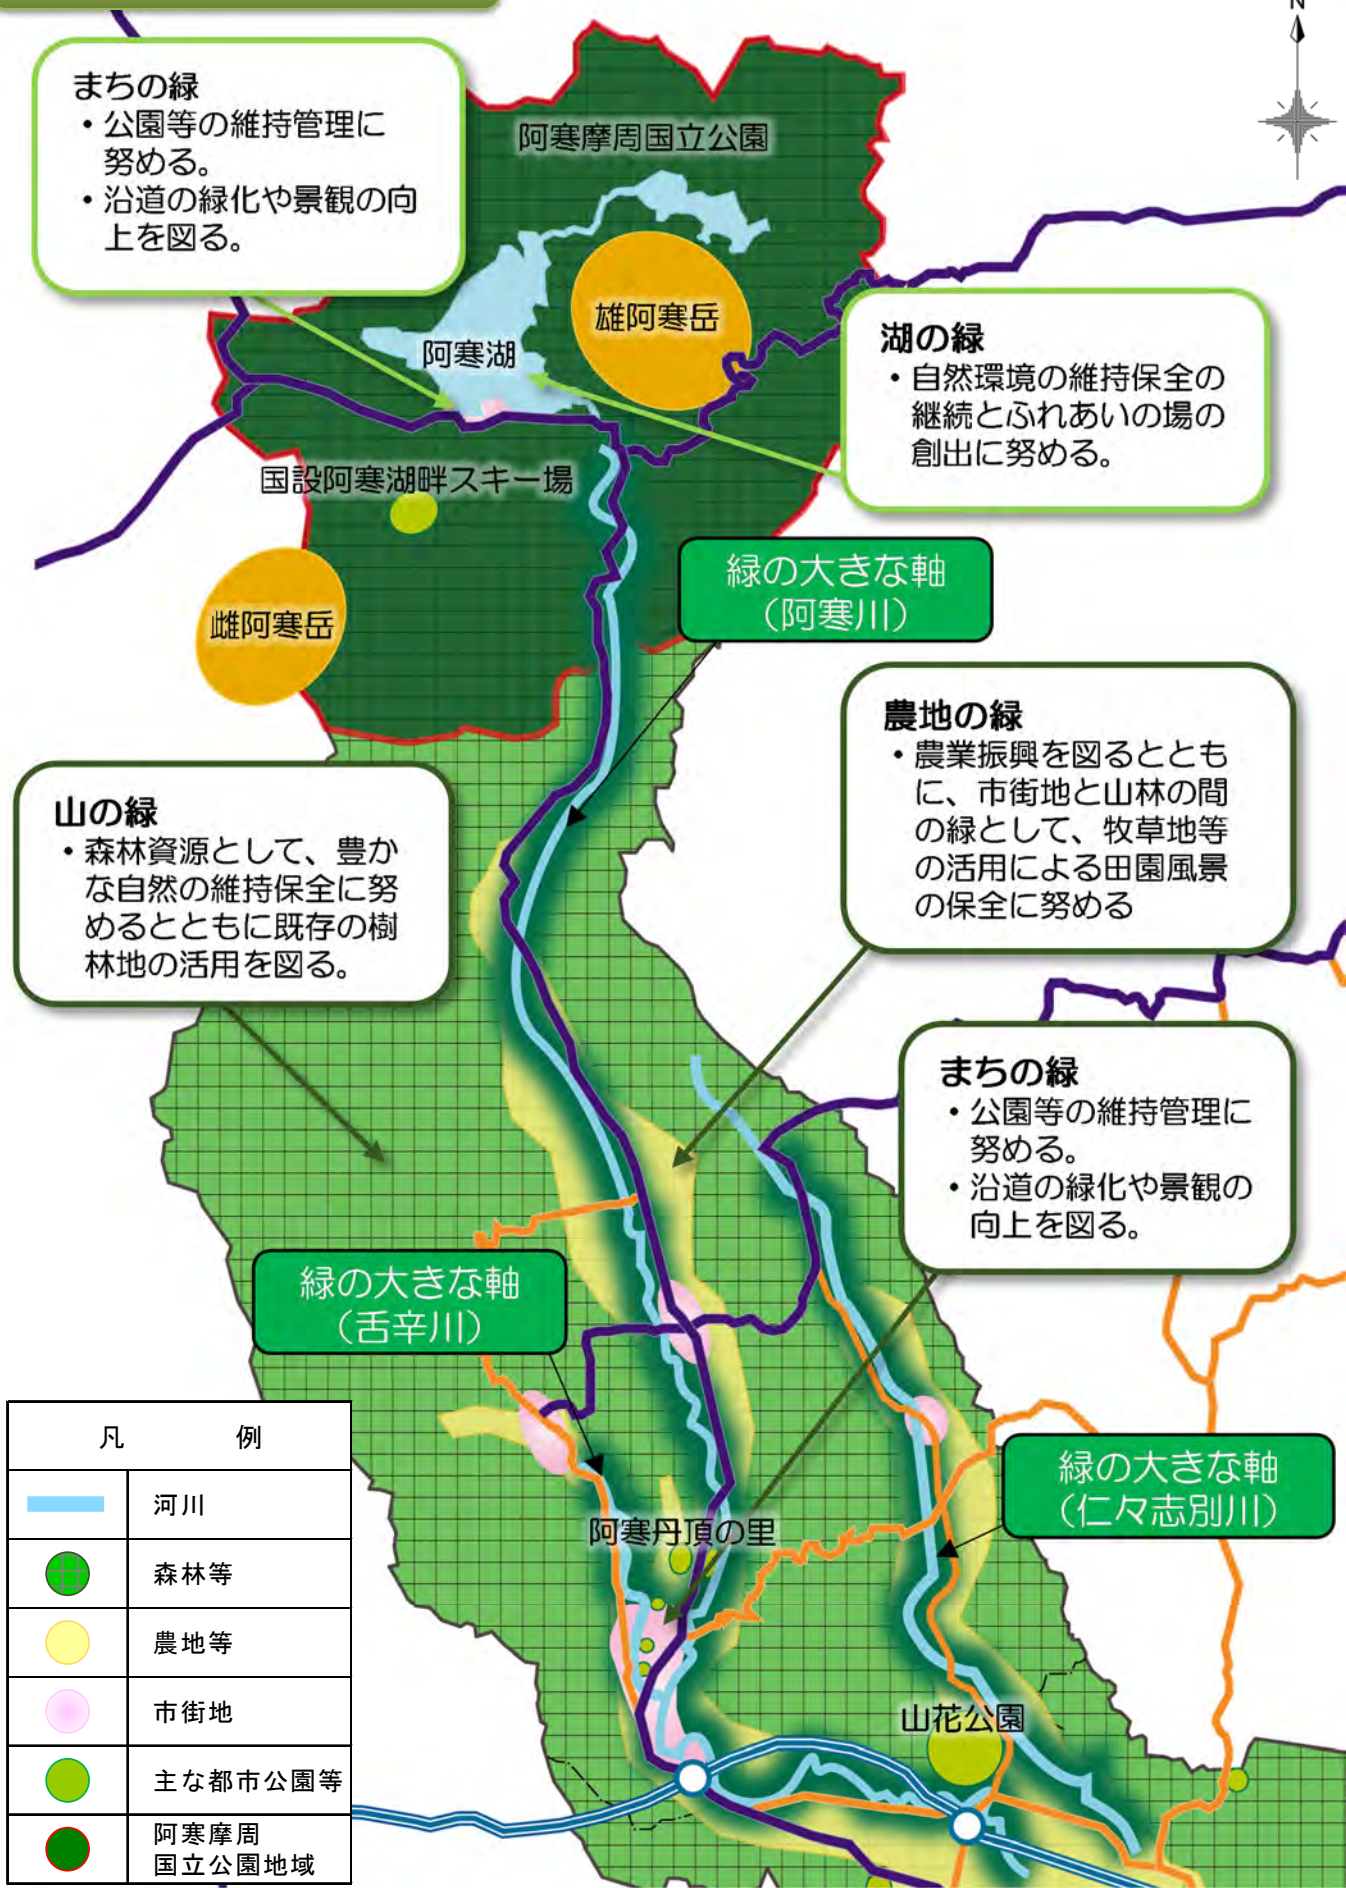 N
まちの緑
・公園等の維持管理に
努める。
・沿道の緑化や景観の向
上を図る。
阿寒摩周国立公園
雄阿寒岳
阿寒湖
湖の緑
・自然環境の維持保全の
継続とふれあいの場の
創出に努める。
国設阿寒湖畔スキー場
雌阿寒岳
緑の大きな軸
（阿寒川）
農地の緑
・農業振興を図るととも
に、市街地と山林の間
の緑として、牧草地等
の活用による田園風景
の保全に努める
山の緑
・森林資源として、豊か
な自然の維持保全に努
めるとともに既存の樹
林地の活用を図る。
まちの緑
・公園等の維持管理に
努める。
・沿道の緑化や景観の
向上を図る。
緑の大きな軸
（舌辛川）
緑の大きな軸
（仁々志別川）
阿寒丹頂の里
山花公園
凡 例
河川
森林等
農地等
市街地
主な都市公園等
阿寒摩周
国立公園地域